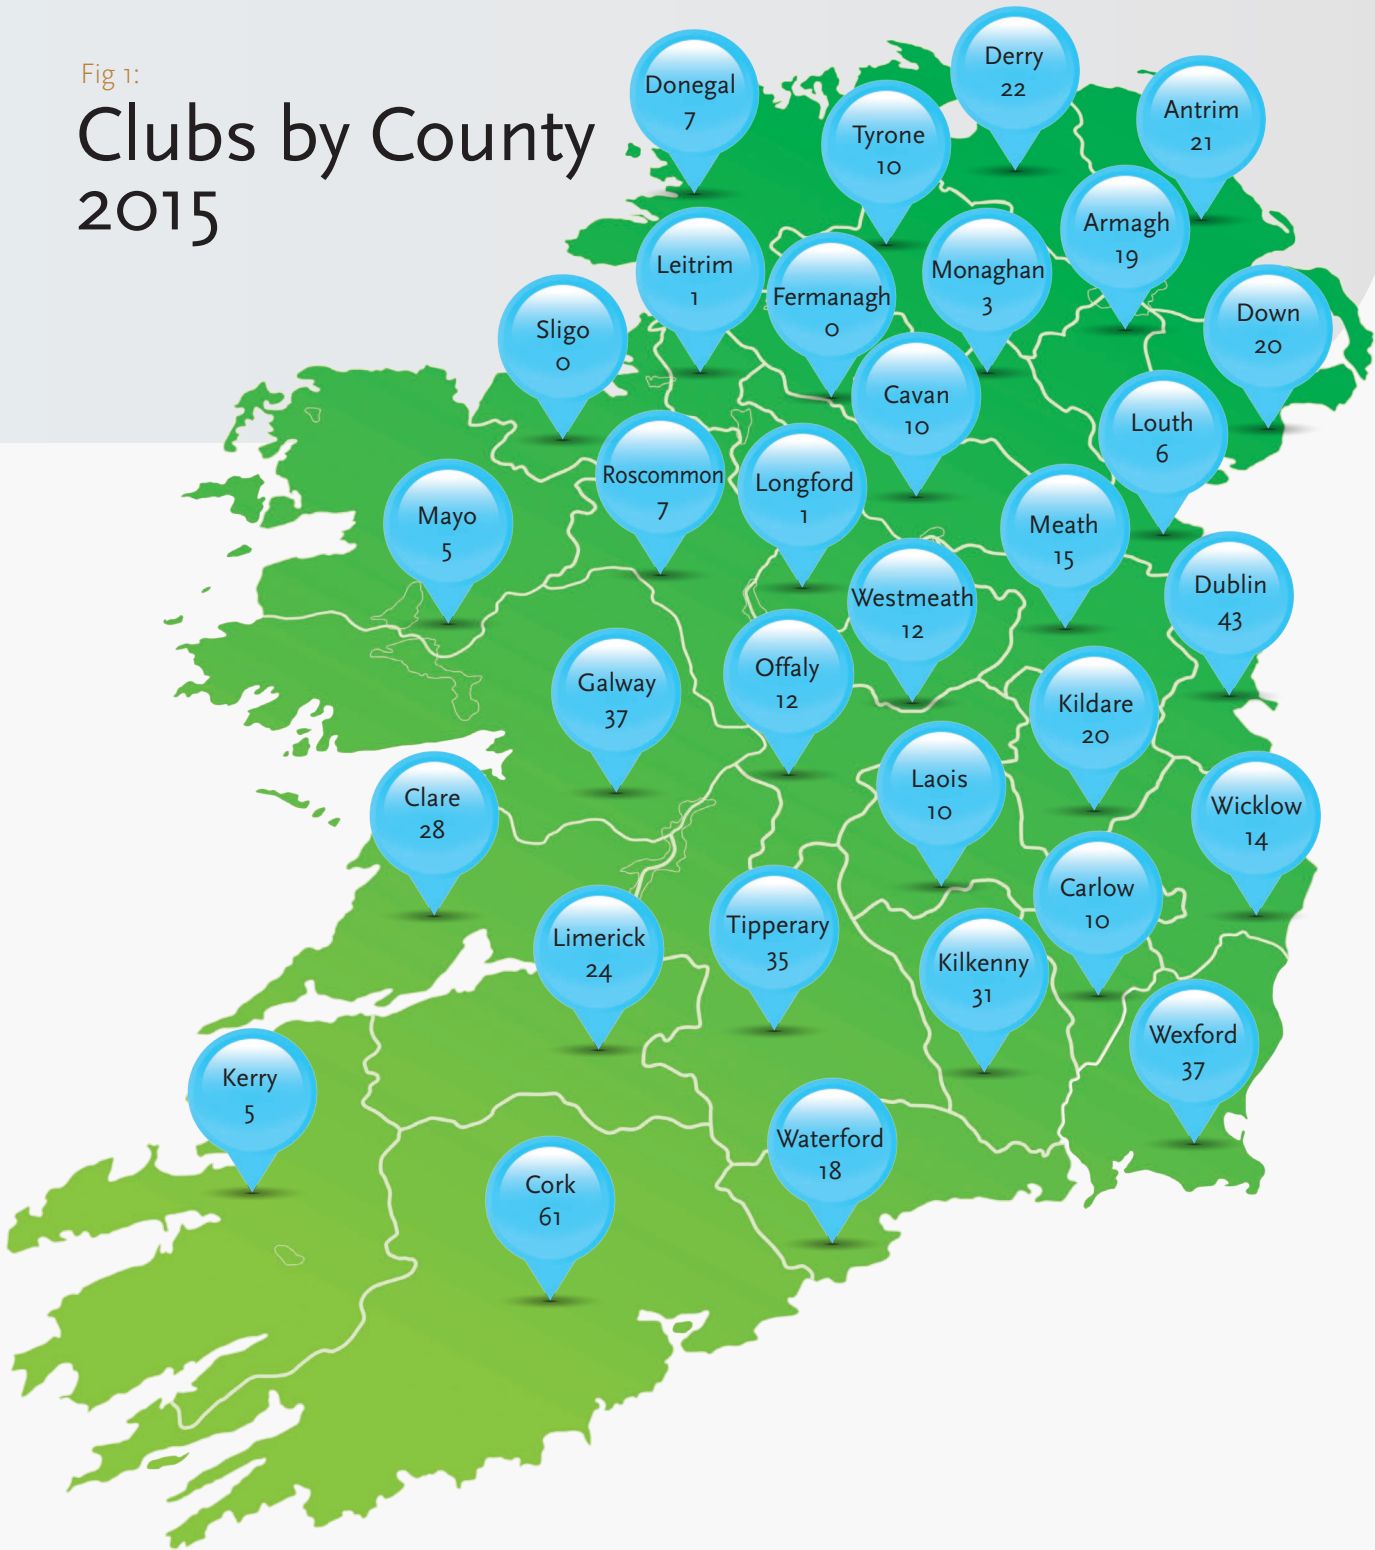 Fig 1:
Clubs by County
2015
Donegal
7
Derry
22
Tyrone
10
Antrim
21
Armagh
19
Leitrim
1
Fermanagh
0
Monaghan
3
Down
20
Sligo
0
Cavan
10
Louth
6
Roscommon
7
Longford
1
Mayo
5
Meath
15
Dublin
43
Westmeath
12
Galway
37
Offaly
12
Kildare
20
Clare
28
Laois
10
Wicklow
14
Carlow
10
Limerick
24
Tipperary
35
Kilkenny
31
Wexford
37
Kerry
5
Waterford
18
Cork
61